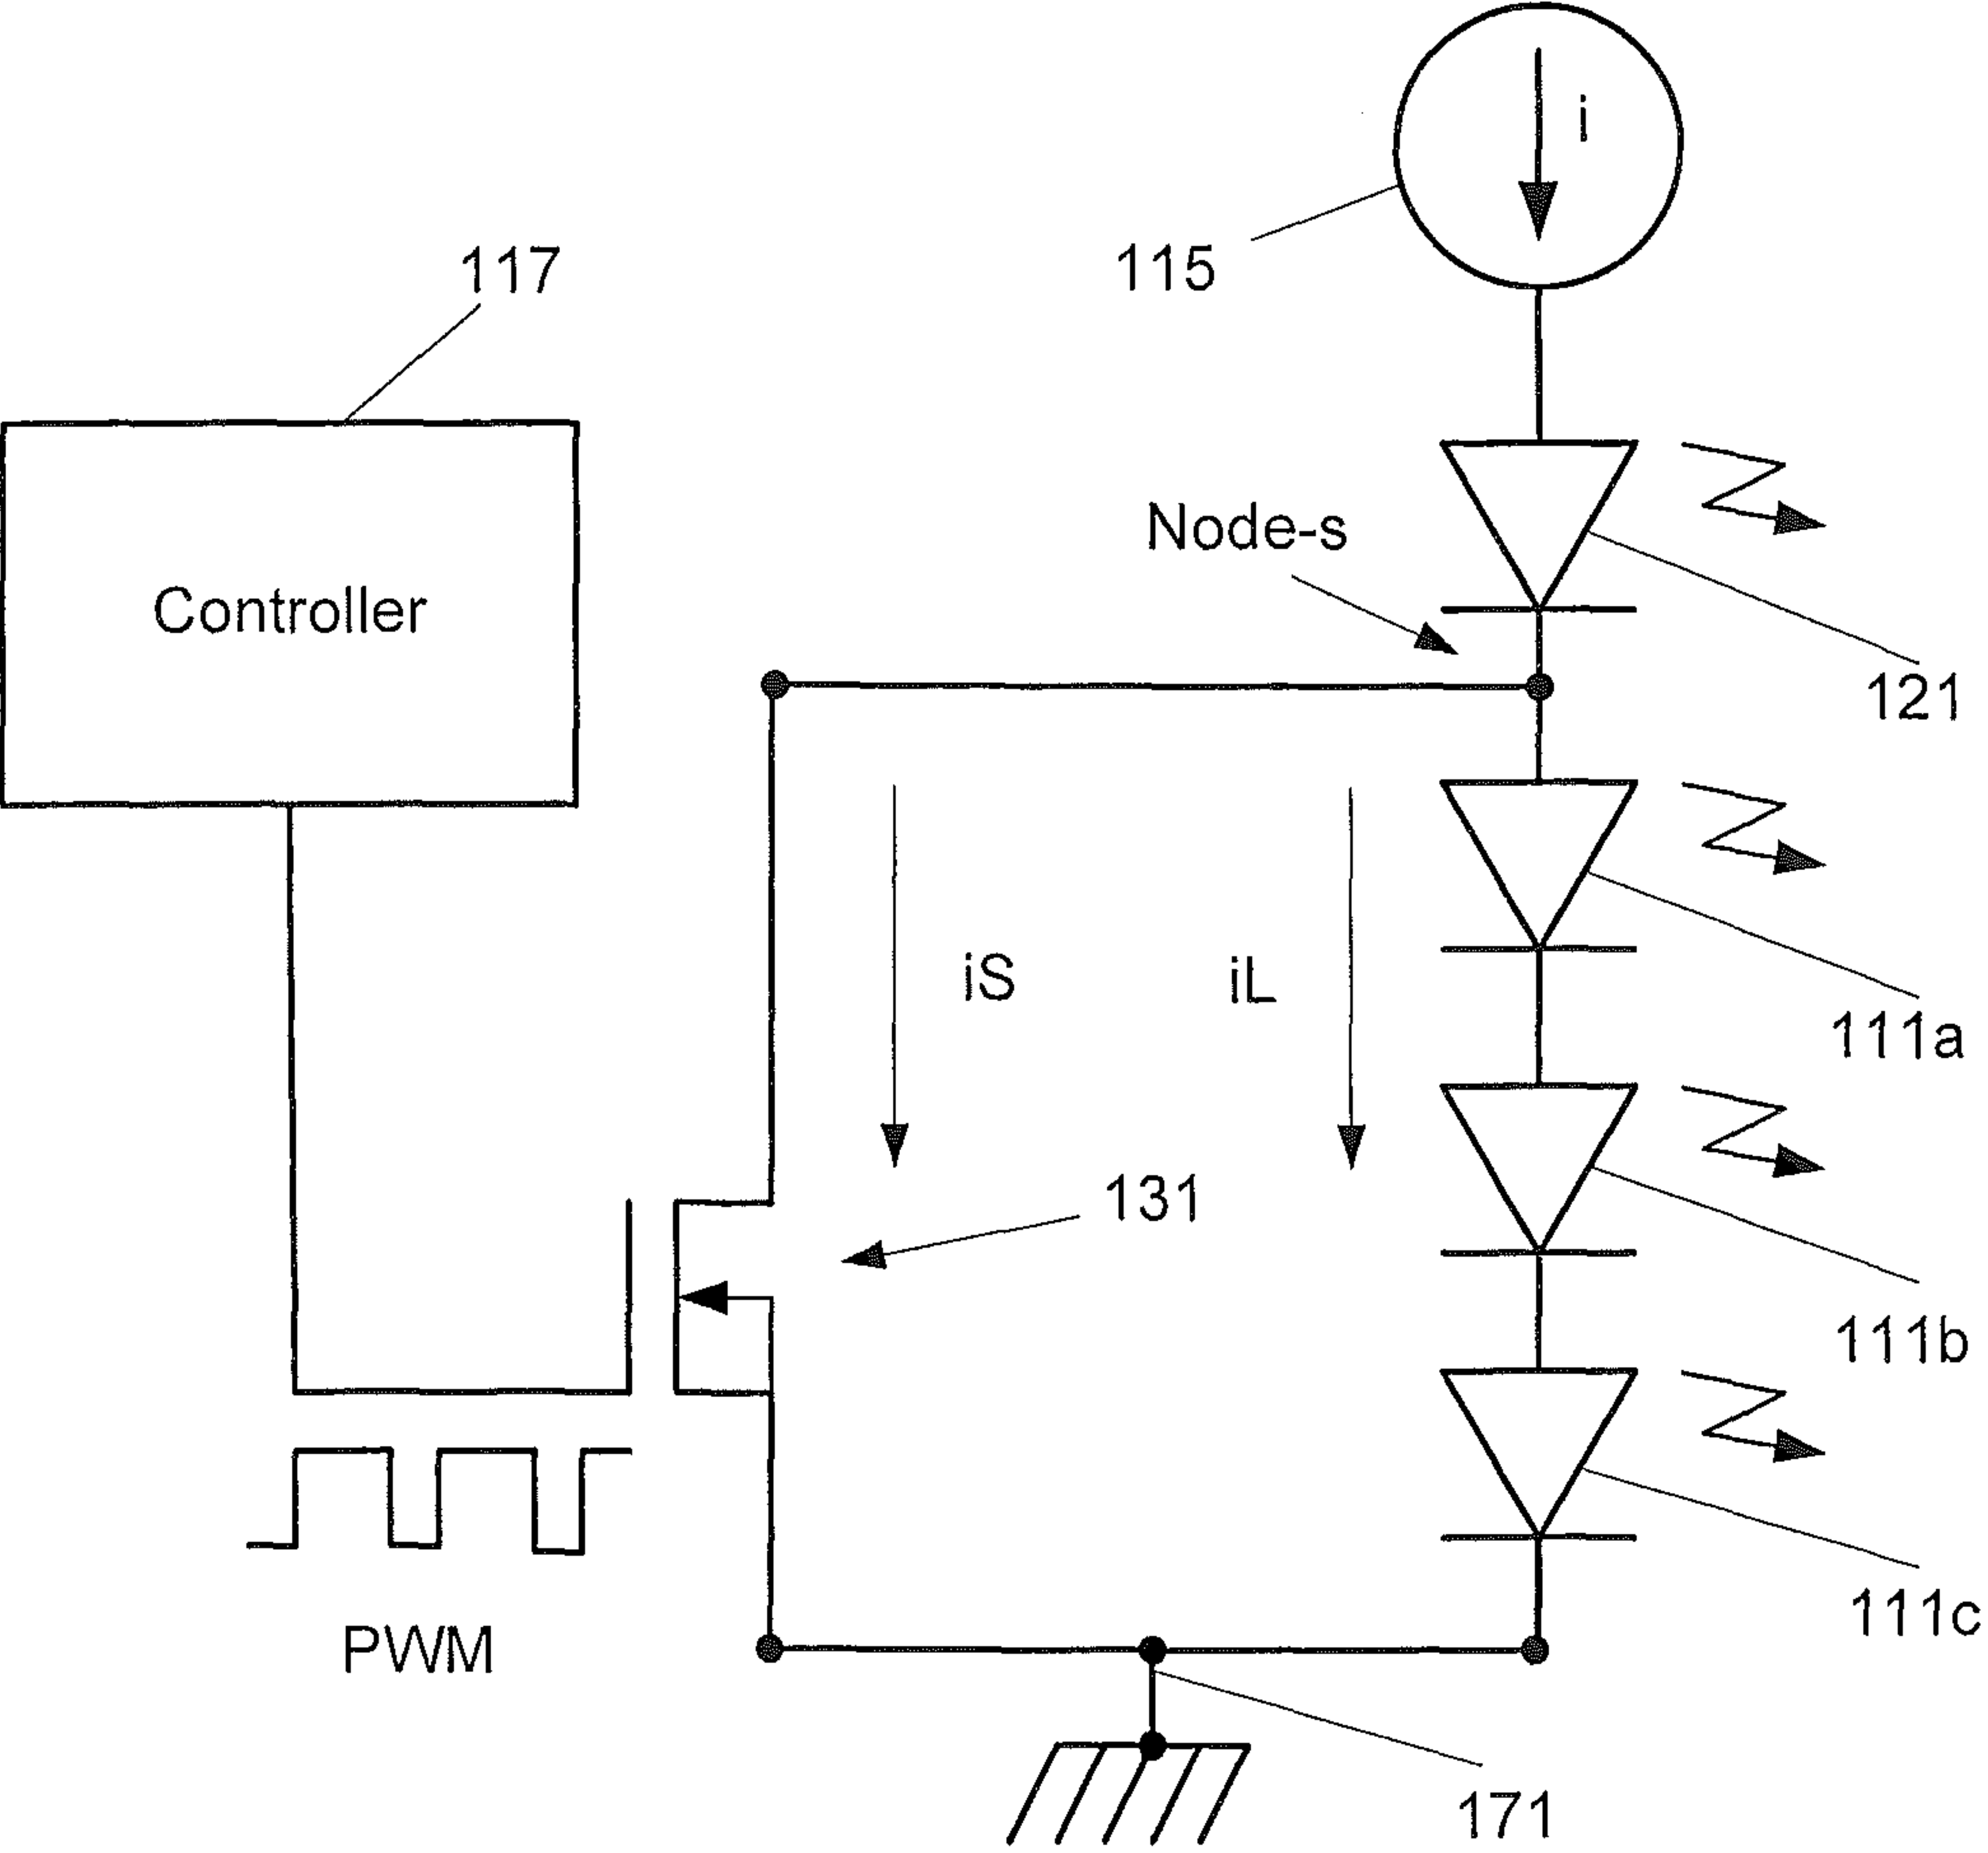 i
117
115
Node-s
Controller
121
iS
iL
111a
131
111b
111c
PWM
171